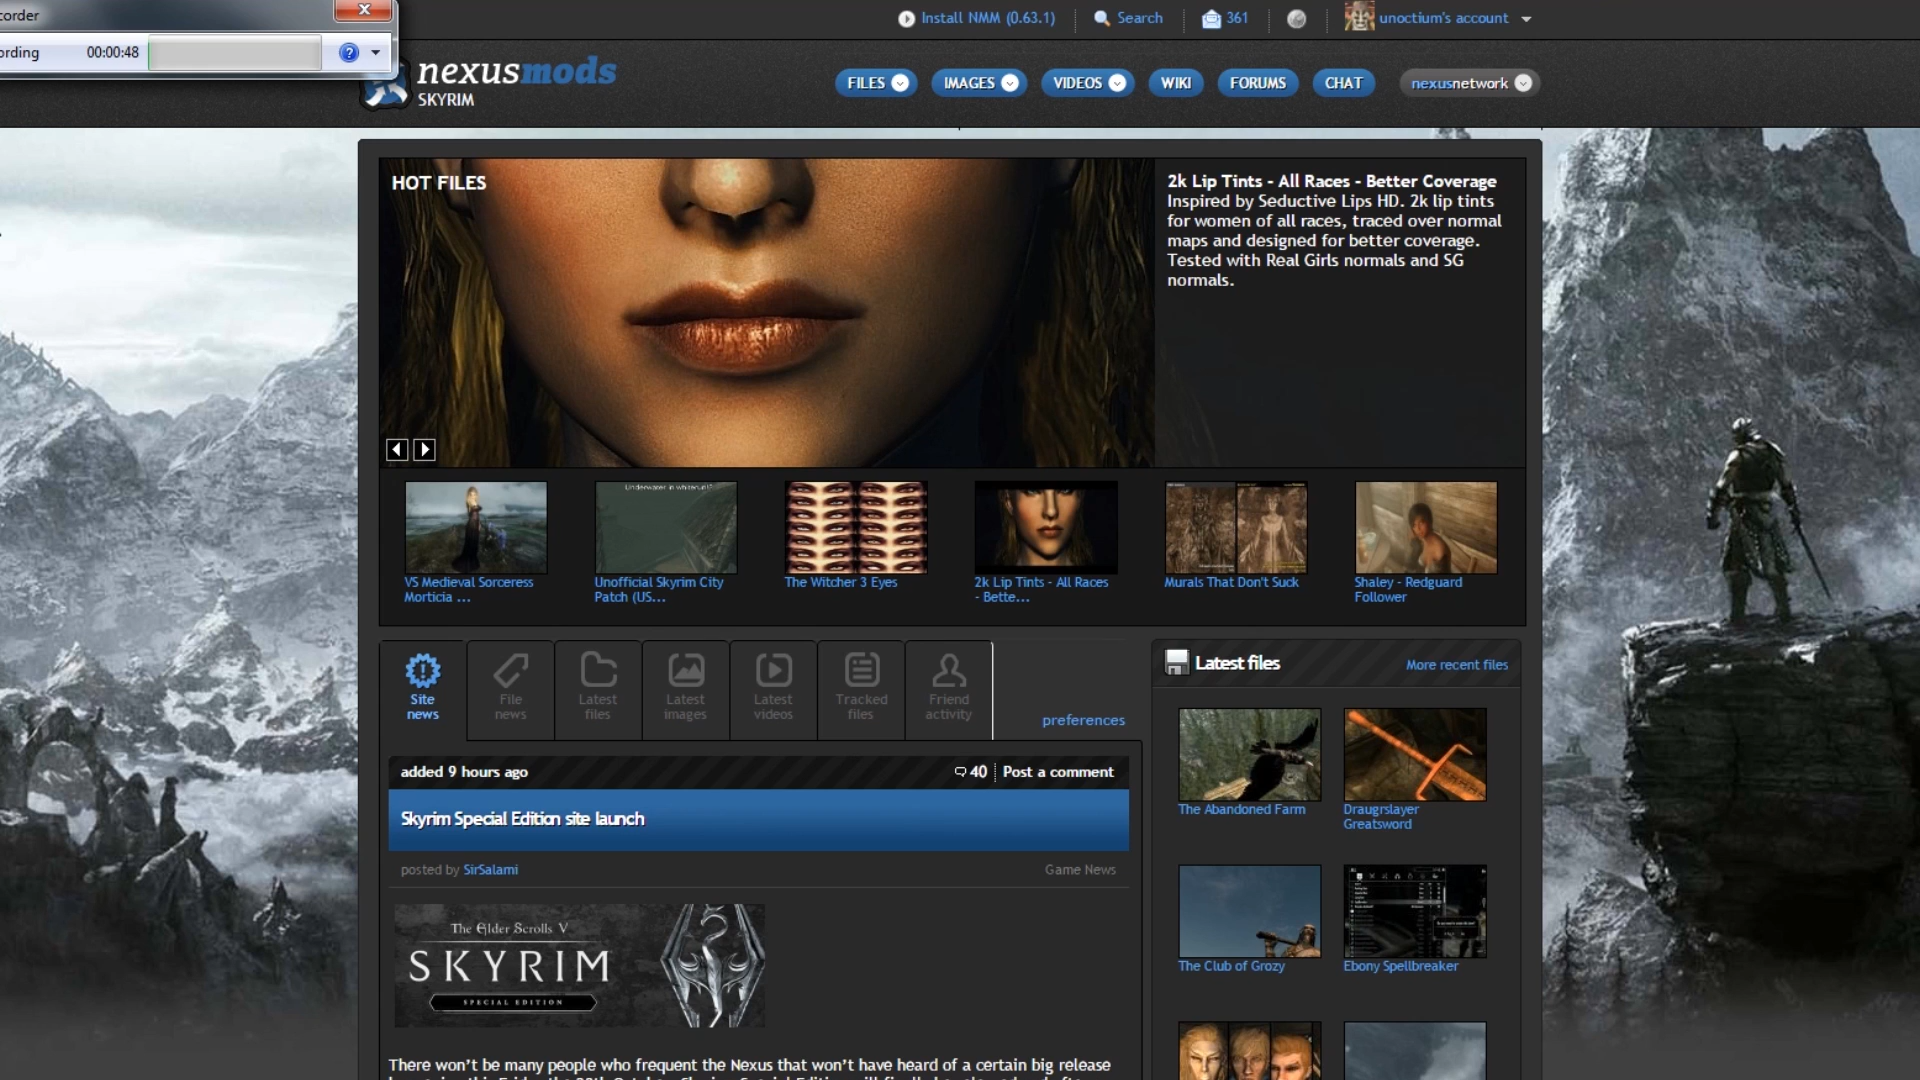 corder
ording 00:00:48
Install NMM (0.63.1) Search 361 unoctium's account
nexusmods
SKYRIM
FILES IMAGES VIDEOS WIKI FORUMS CHAT nexusnetwork
HOT FILES
2k Lip Tints - All Races - Better Coverage
Inspired by Seductive Lips HD. 2k lip tints
for women of all races, traced over normal
maps and designed for better coverage.
Tested with Real Girls normals and SG
normals.
Underwater in whiterun!?
VS Medieval Sorceress
Morticia ...
Unofficial Skyrim City
Patch (US...
The Witcher 3 Eyes
2k Lip Tints - All Races
- Bette...
Murals That Don't Suck
Shaley - Redguard
Follower
Site
news
File
news
Latest
files
Latest
images
Latest
videos
Tracked
files
Friend
activity
preferences
added 9 hours ago 40 Post a comment
Skyrim Special Edition site launch
posted by SirSalami Game News
The Elder Scrolls V
SKYRIM
SPECIAL EDITION
There won't be many people who frequent the Nexus that won't have heard of a certain big release
Latest files More recent files
The Abandoned Farm
Draugrslayer
Greatsword
The Club of Grozy
Ebony Spellbreaker